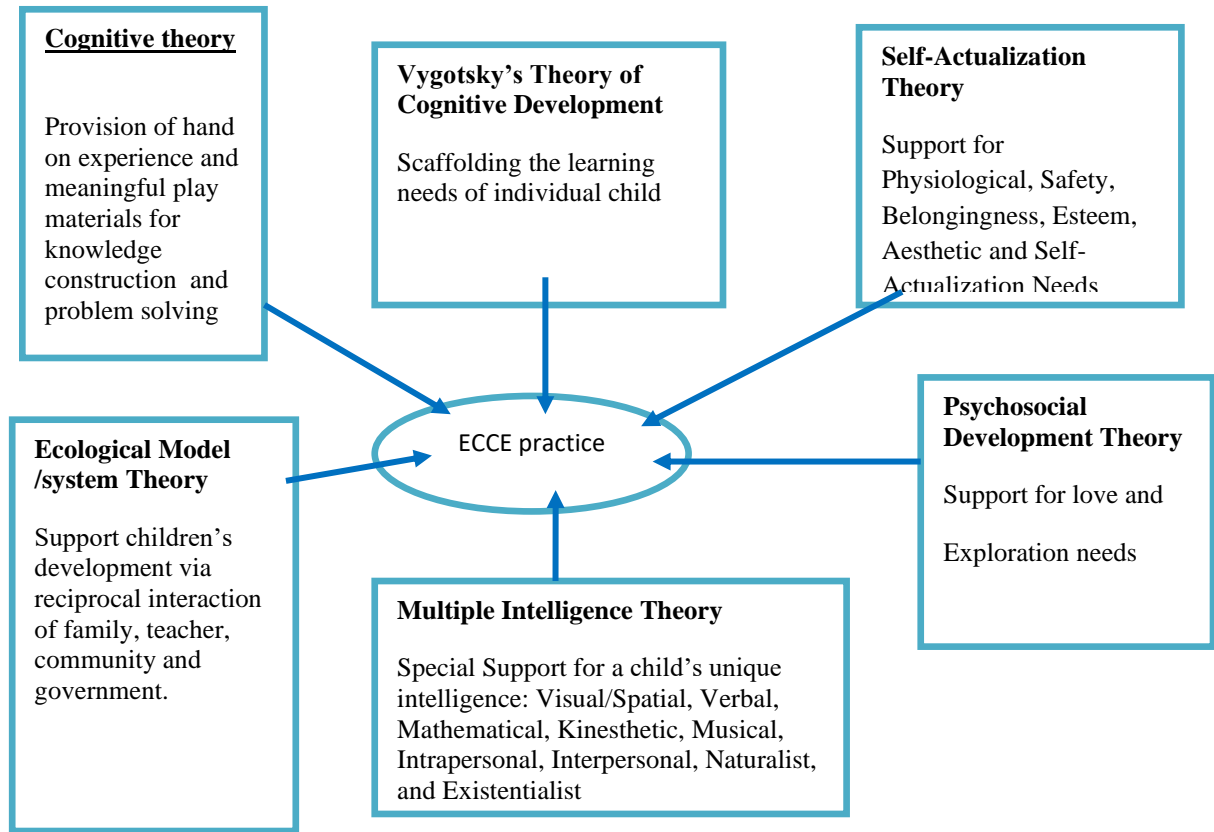 Cognitive theory
Provision of hand
on experience and
meaningful play
materials for
knowledge
construction and
problem solving
Vygotsky’s Theory of
Cognitive Development
Scaffolding the learning
needs of individual child
Self-Actualization
Theory
Support for
Physiological, Safety,
Belongingness, Esteem,
Aesthetic and Self-
Actualization Needs
ECCE practice
Ecological Model
/system Theory
Support children’s
development via
reciprocal interaction
of family, teacher,
community and
government.
Multiple Intelligence Theory
Special Support for a child’s unique
intelligence: Visual/Spatial, Verbal,
Mathematical, Kinesthetic, Musical,
Intrapersonal, Interpersonal, Naturalist,
and Existentialist
Psychosocial
Development Theory
Support for love and
Exploration needs